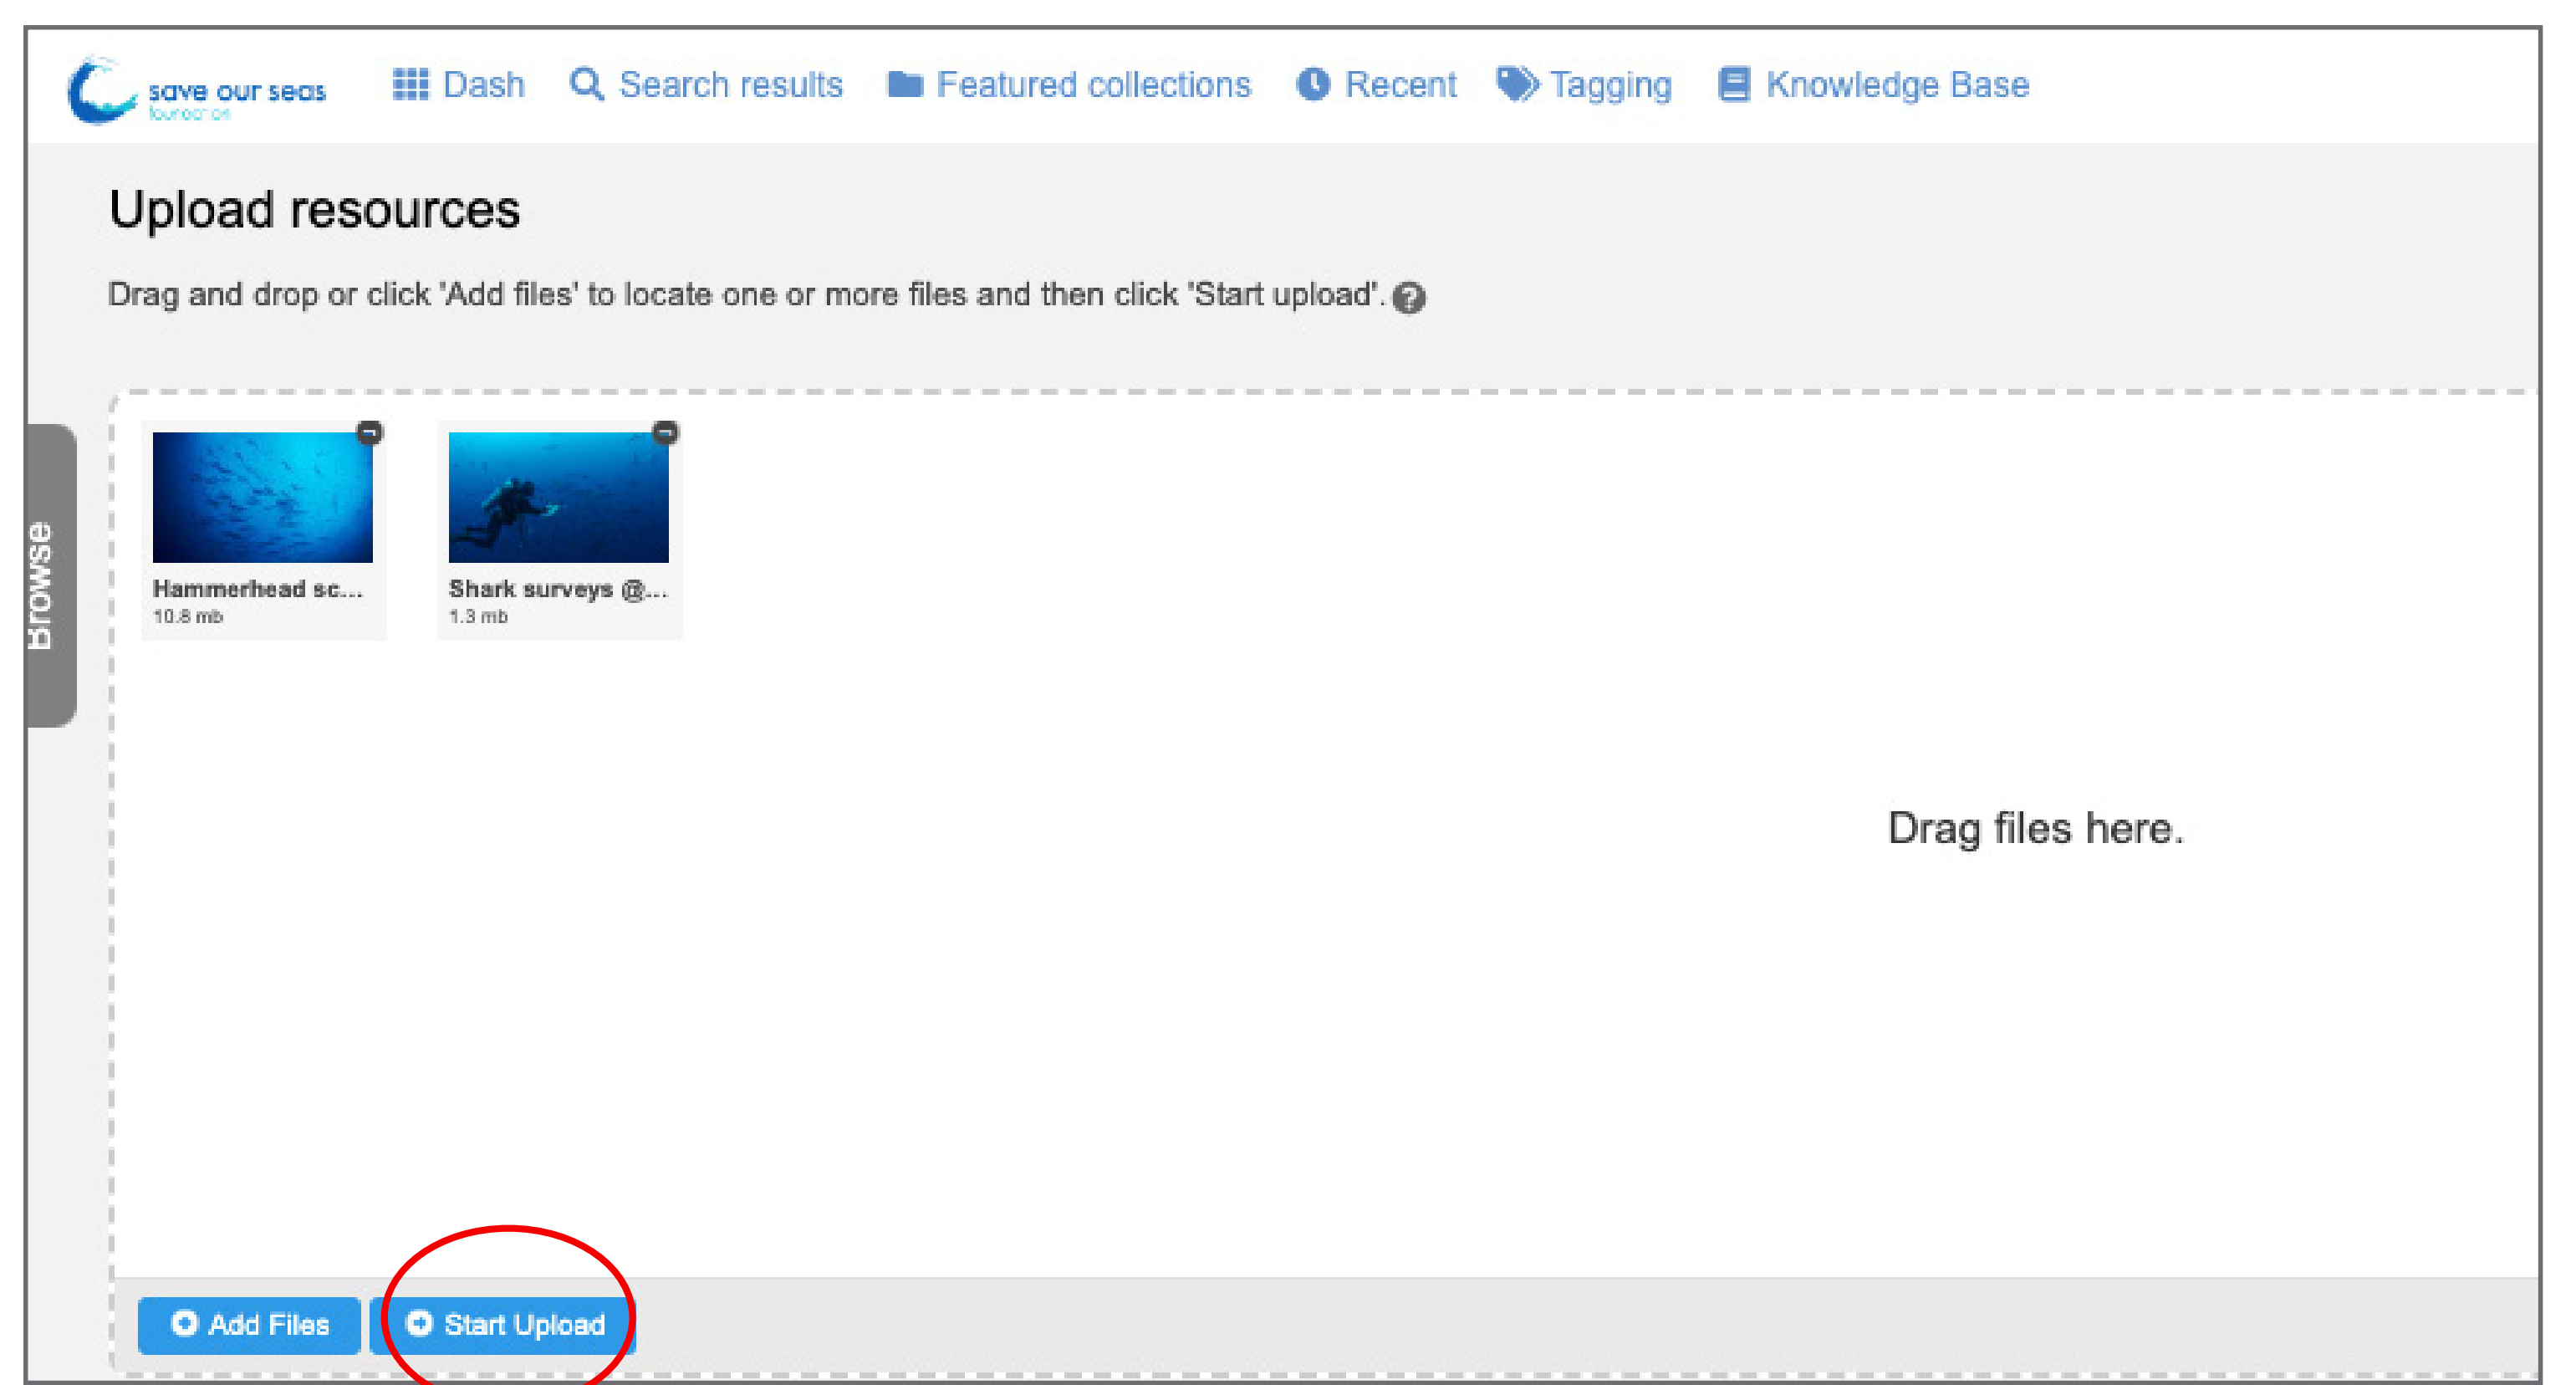 save our seas
foundation
Dash
Search results
Featured collections
Recent
Tagging
Knowledge Base
Upload resources
Drag and drop or click 'Add files' to locate one or more files and then click 'Start upload'.
Browse
Hammerhead sc...
10.8 mb
Shark surveys @...
1.3 mb
Drag files here.
Add Files
Start Upload